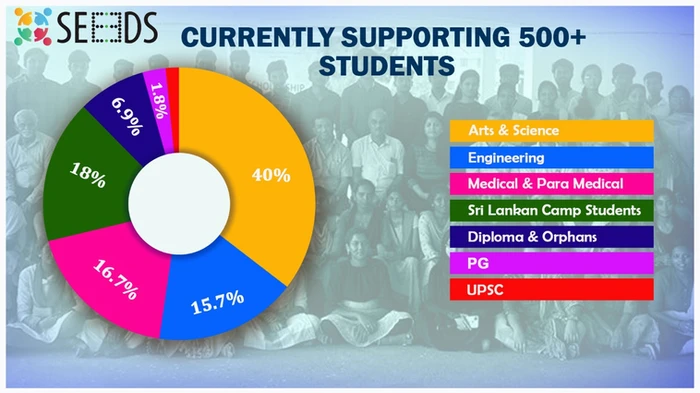 SEEDS
CURRENTLY SUPPORTING 500+
STUDENTS
1.8%
6.9%
40%
18%
16.7%
15.7%
Arts & Science
Engineering
Medical & Para Medical
Sri Lankan Camp Students
Diploma & Orphans
PG
UPSC